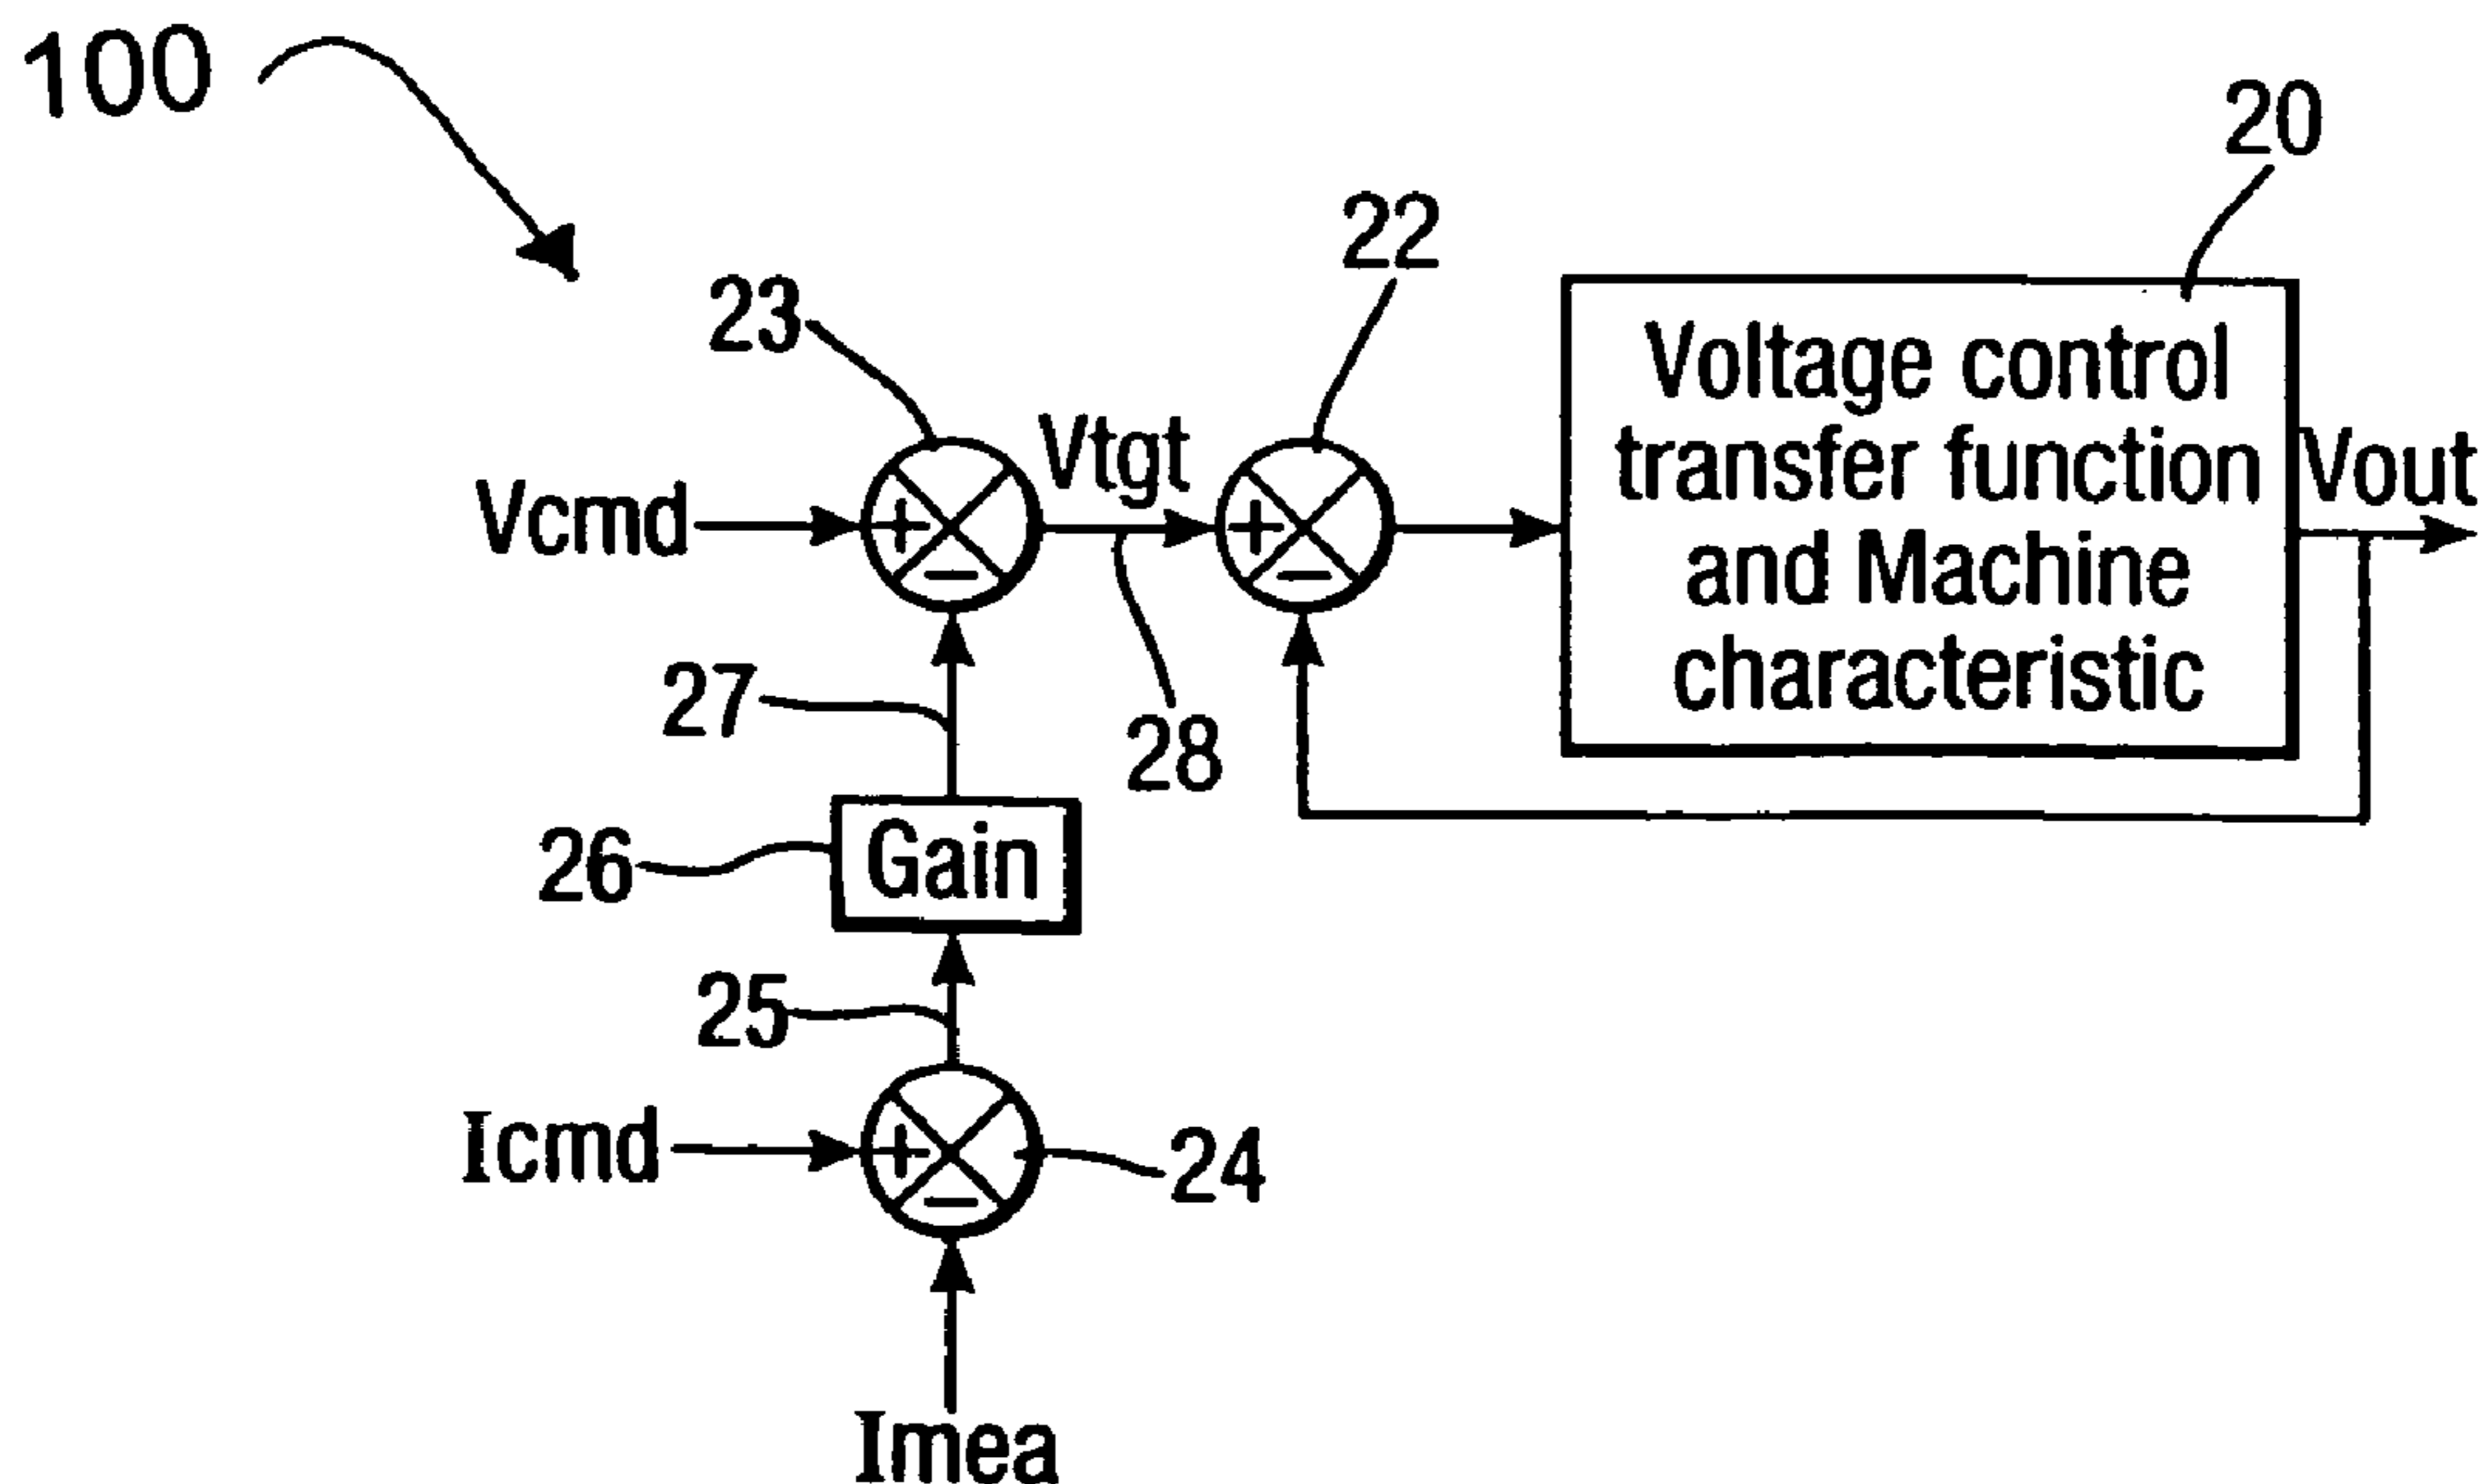 100
20
22
23
Voltage control
transfer function
and Machine
characteristic
Vcmd
+
−
Vtgt
+
−
Vout
27
28
26
Gain
25
Icmd
+
−
24
Imea